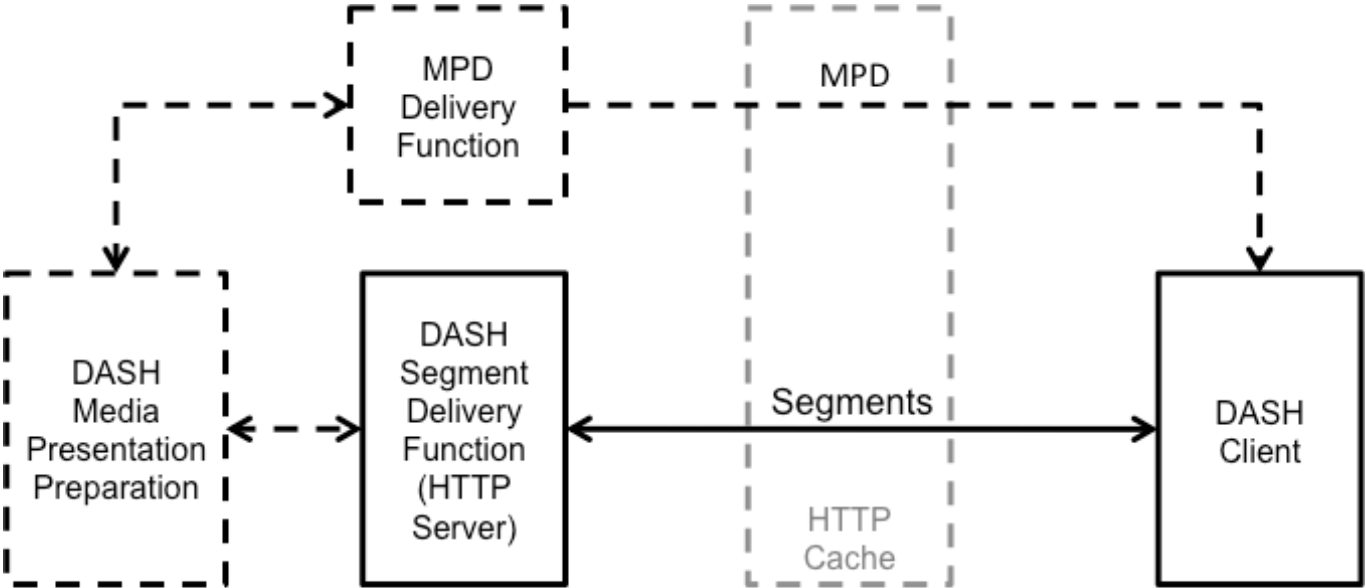 MPD
Delivery
Function
MPD
DASH
Media
Presentation
Preparation
DASH
Segment
Delivery
Function
(HTTP
Server)
Segments
HTTP
Cache
DASH
Client